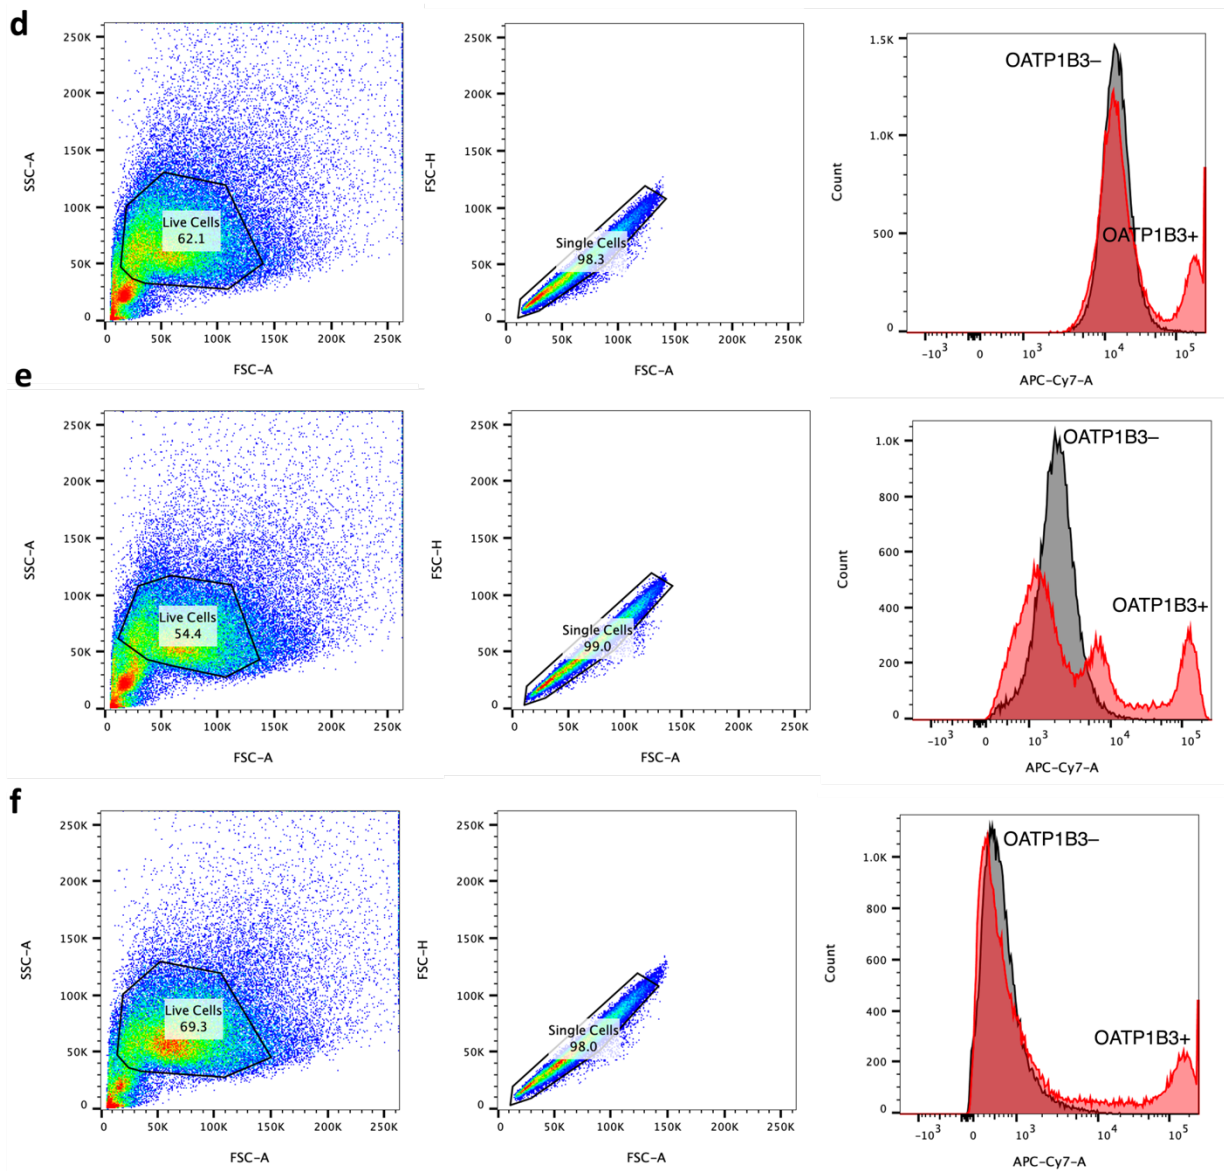 d
250K
200K
150K
100K
50K
0
SSC-A
Live Cells
62.1
50K 100K 150K 200K 250K
FSC-A
250K
200K
150K
100K
50K
0
FSC-H
Single Cells
98.3
0 50K 100K 150K 200K 250K
FSC-A
1.5K
1.0K
500
0
Count
OATP1B3–
OATP1B3+
-10³ 0 10³ 10⁴ 10⁵
APC-Cy7-A
e
250K
200K
150K
100K
50K
0
SSC-A
Live Cells
54.4
0 50K 100K 150K 200K 250K
FSC-A
250K
200K
150K
100K
50K
0
FSC-H
Single Cells
99.0
0 50K 100K 150K 200K 250K
FSC-A
1.0K
800
600
400
200
0
Count
OATP1B3–
OATP1B3+
-10³ 0 10³ 10⁴ 10⁵
APC-Cy7-A
f
250K
200K
150K
100K
50K
0
SSC-A
Live Cells
69.3
0 50K 100K 150K 200K 250K
FSC-A
250K
200K
150K
100K
50K
0
FSC-H
Single Cells
98.0
0 50K 100K 150K 200K 250K
FSC-A
1.0K
800
600
400
200
0
Count
OATP1B3–
OATP1B3+
-10³ 0 10³ 10⁴ 10⁵
APC-Cy7-A